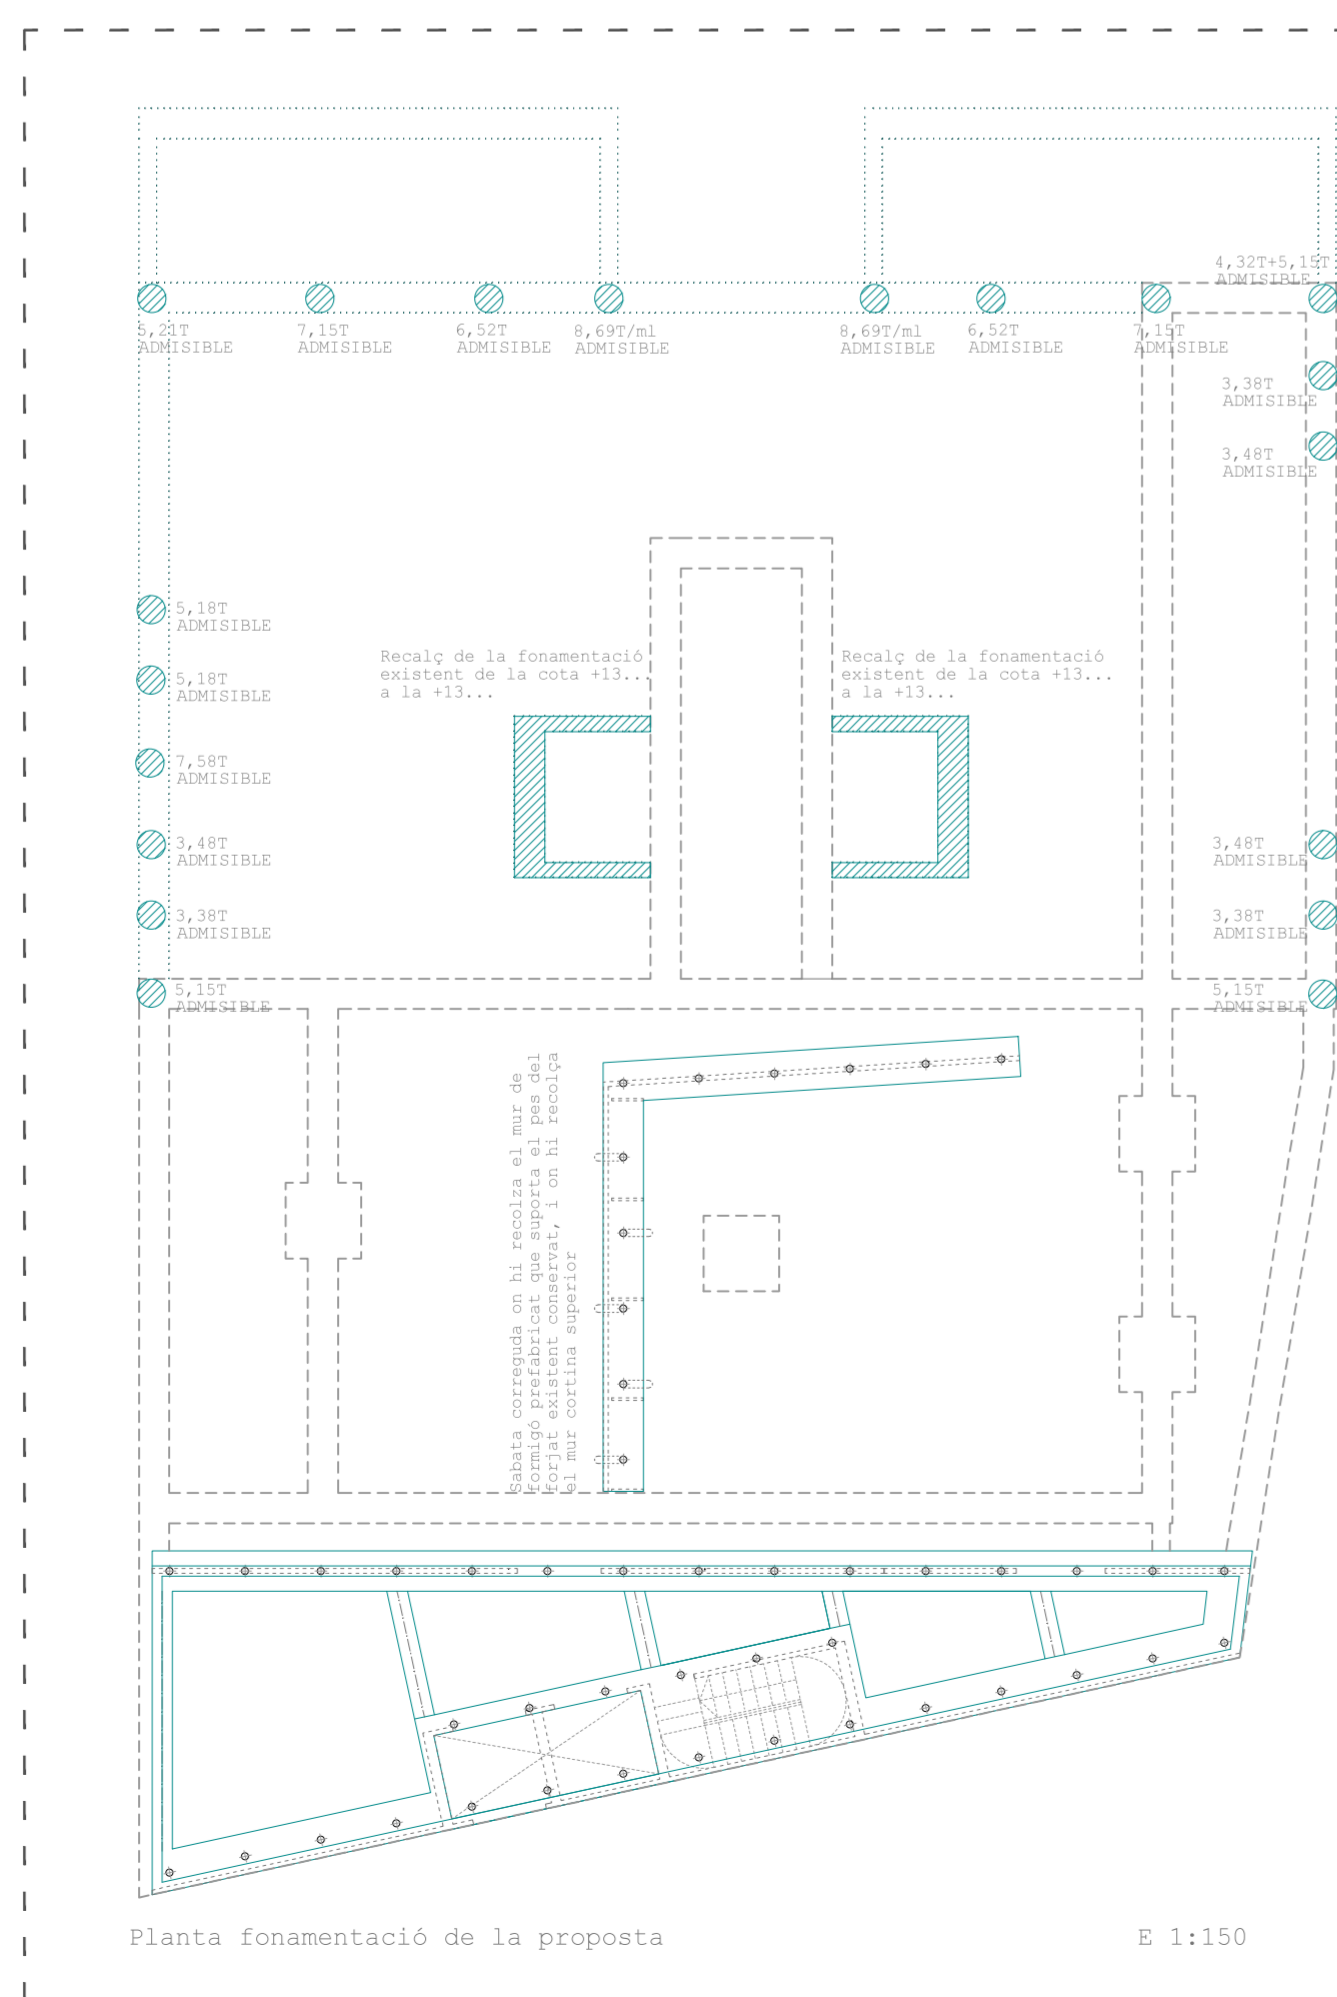 4,32T+5,15T
ADMISIBLE
5,21T
ADMISIBLE
7,15T
ADMISIBLE
6,52T
ADMISIBLE
8,69T/ml
ADMISIBLE
8,69T/ml
ADMISIBLE
6,52T
ADMISIBLE
7,15T
ADMISIBLE
3,38T
ADMISIBLE
3,48T
ADMISIBLE
5,18T
ADMISIBLE
Recalç de la fonamentació
existent de la cota +13...
a la +13...
Recalç de la fonamentació
existent de la cota +13...
a la +13...
5,18T
ADMISIBLE
7,58T
ADMISIBLE
3,48T
ADMISIBLE
3,48T
ADMISIBLE
3,38T
ADMISIBLE
3,38T
ADMISIBLE
5,15T
ADMISIBLE
5,15T
ADMISIBLE
Sabata correguda on hi recolza el mur de
formigó prefabricat que suporta el pes del
forjat existent conservat, i on hi recolça
el mur cortina superior
Planta fonamentació de la proposta
E 1:150